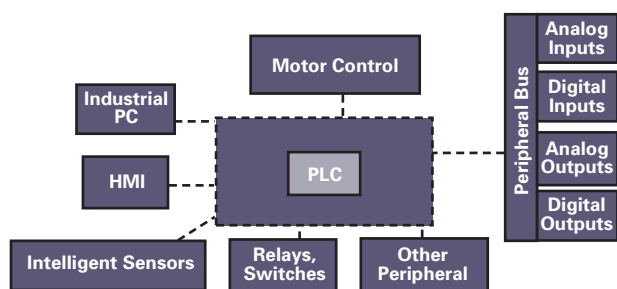 Motor Control
Industrial
PC
HMI
PLC
Intelligent Sensors
Relays,
Switches
Other
Peripheral
Peripheral Bus
Analog
Inputs
Digital
Inputs
Analog
Outputs
Digital
Outputs